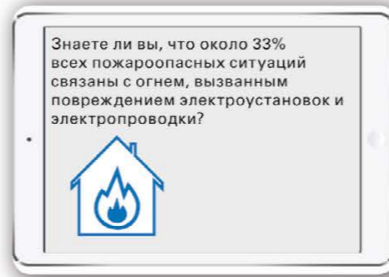 Знаете ли вы, что около 33%
всех пожароопасных ситуаций
связаны с огнем, вызванным
повреждением электроустановок и
электропроводки?